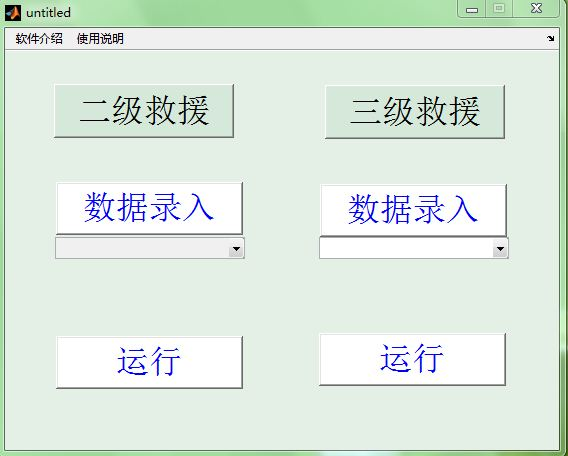 untitled
软件介绍 使用说明
二级救援 三级救援
数据录入 数据录入
运行 运行